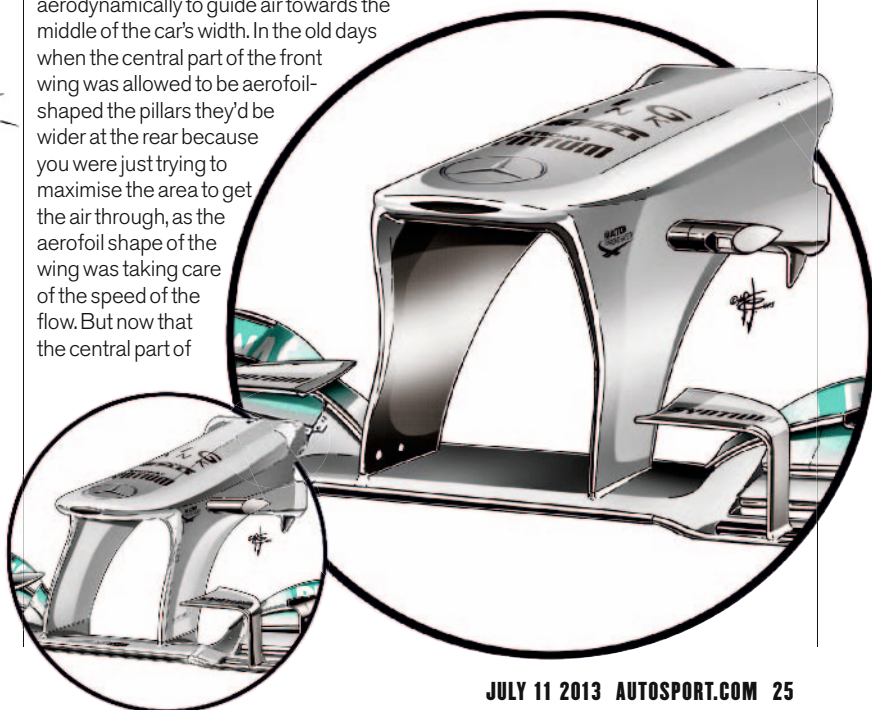 aerodynamically to guide air towards the
middle of the car's width. In the old days
when the central part of the front
wing was allowed to be aerofoil-
shaped the pillars they'd be
wider at the rear because
you were just trying to
maximise the area to get
the air through, as the
aerofoil shape of the
wing was taking care
of the speed of the
flow. But now that
the central part of
JULY 11 2013 AUTOSPORT.COM 25